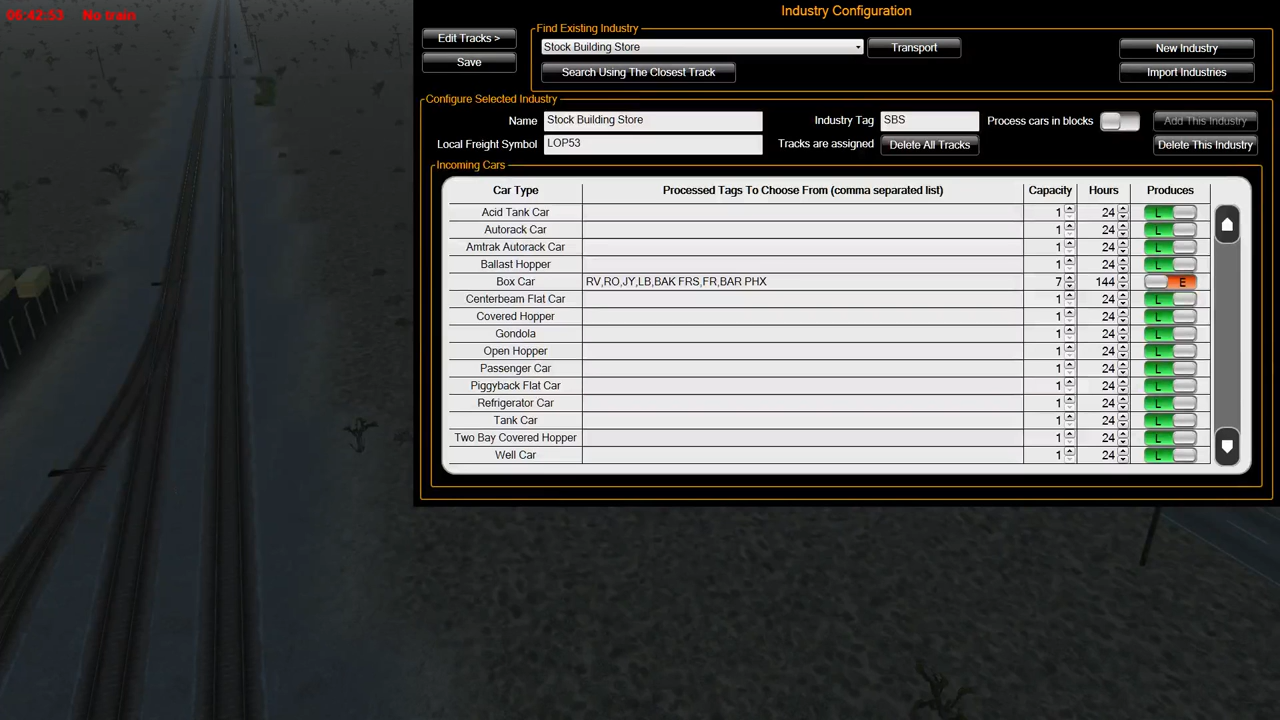 06:42:53 No train
Industry Configuration
Edit Tracks >
Save
Find Existing Industry
Stock Building Store
Transport
Search Using The Closest Track
New Industry
Import Industries
Configure Selected Industry
Name Stock Building Store
Industry Tag SBS
Process cars in blocks
Add This Industry
Local Freight Symbol LOP53
Tracks are assigned
Delete All Tracks
Delete This Industry
Incoming Cars
Car Type Processed Tags To Choose From (comma separated list) Capacity Hours Produces
Acid Tank Car 1 24 L
Autorack Car 1 24 L
Amtrak Autorack Car 1 24 L
Ballast Hopper 1 24 L
Box Car RV,RO,JY,LB,BAK FRS,FR,BAR PHX 7 144 E
Centerbeam Flat Car 1 24 L
Covered Hopper 1 24 L
Gondola 1 24 L
Open Hopper 1 24 L
Passenger Car 1 24 L
Piggyback Flat Car 1 24 L
Refrigerator Car 1 24 L
Tank Car 1 24 L
Two Bay Covered Hopper 1 24 L
Well Car 1 24 L